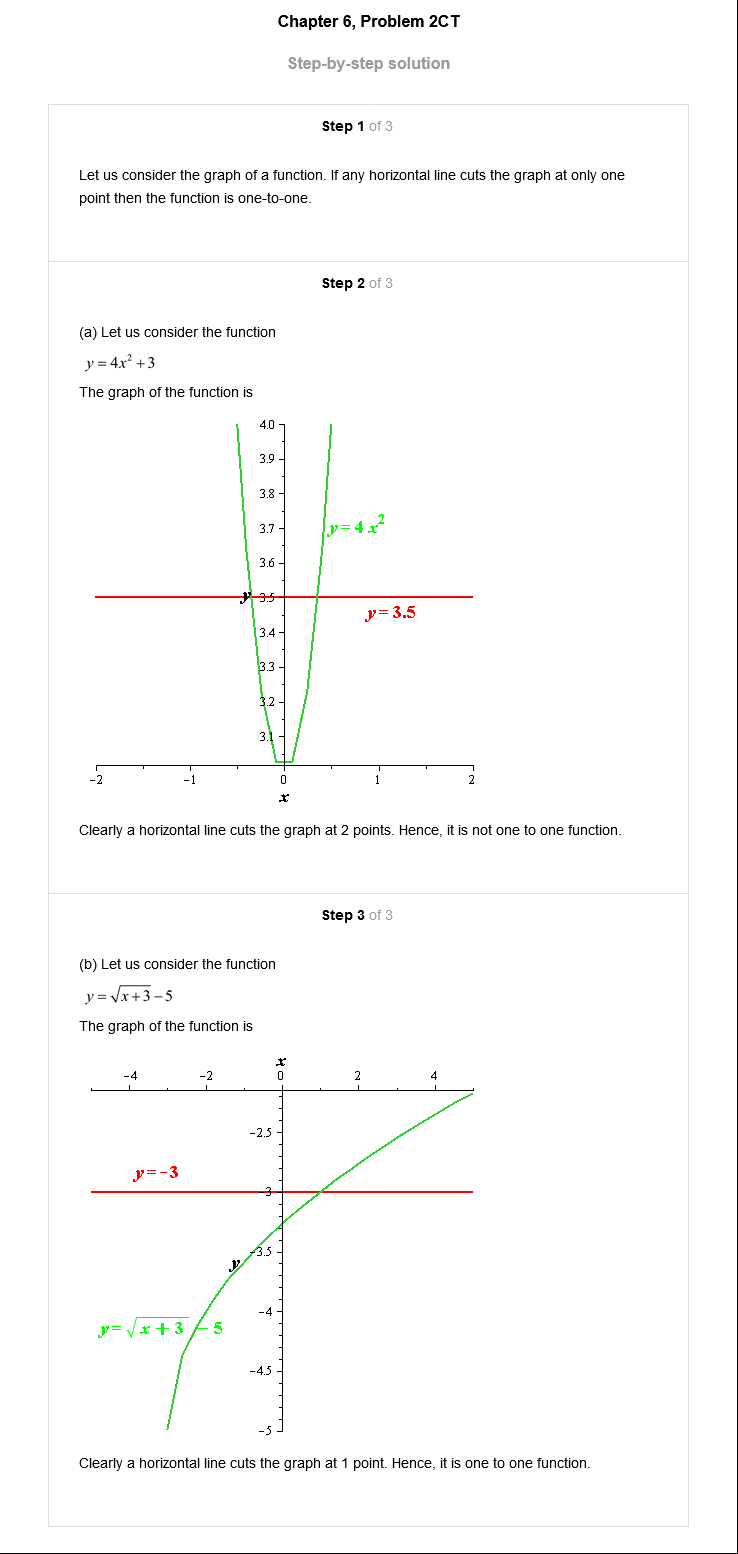 Chapter 6, Problem 2CT
Step-by-step solution
Step 1 of 3
Let us consider the graph of a function. If any horizontal line cuts the graph at only one
point then the function is one-to-one.
Step 2 of 3
(a) Let us consider the function
y = 4x² + 3
The graph of the function is
4.0
3.9
3.8
3.7
y = 4 x²
3.6
y 3.5
y = 3.5
3.4
3.3
3.2
3.1
-2 -1 0 1 2
x
Clearly a horizontal line cuts the graph at 2 points. Hence, it is not one to one function.
Step 3 of 3
(b) Let us consider the function
y = √(x+3) − 5
The graph of the function is
x
-4 -2 0 2 4
-2.5
y = -3
-3
y -3.5
-4
y = √(x + 3) − 5
-4.5
-5
Clearly a horizontal line cuts the graph at 1 point. Hence, it is one to one function.